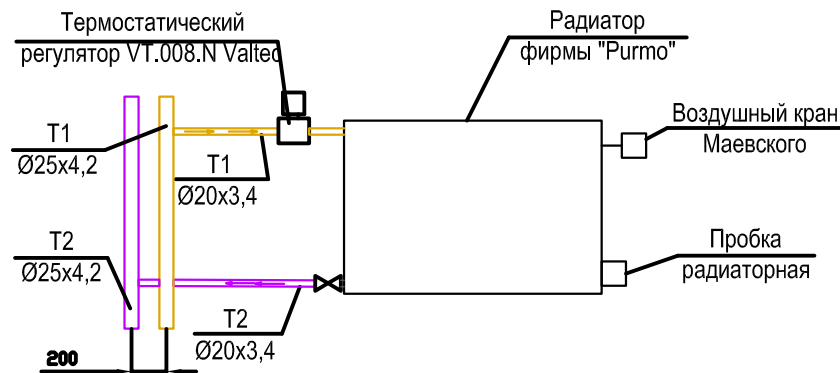 Термостатический
регулятор VT.008.N Valtec
Радиатор
фирмы "Purmo"
Воздушный кран
Маевского
T1
Ø25x4,2
T1
Ø20x3,4
T2
Ø25x4,2
Пробка
радиаторная
T2
Ø20x3,4
200